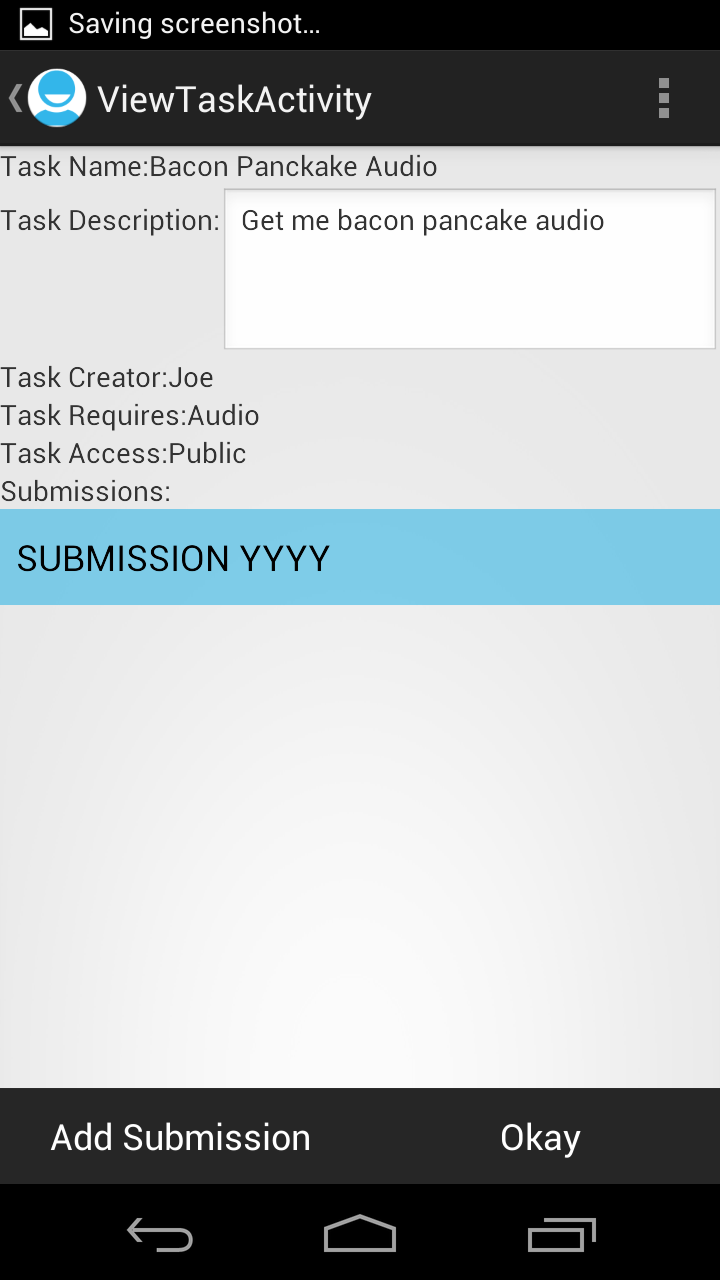 Saving screenshot...
ViewTaskActivity
Task Name:Bacon Panckake Audio
Task Description: Get me bacon pancake audio
Task Creator:Joe
Task Requires:Audio
Task Access:Public
Submissions:
SUBMISSION YYYY
Add Submission Okay